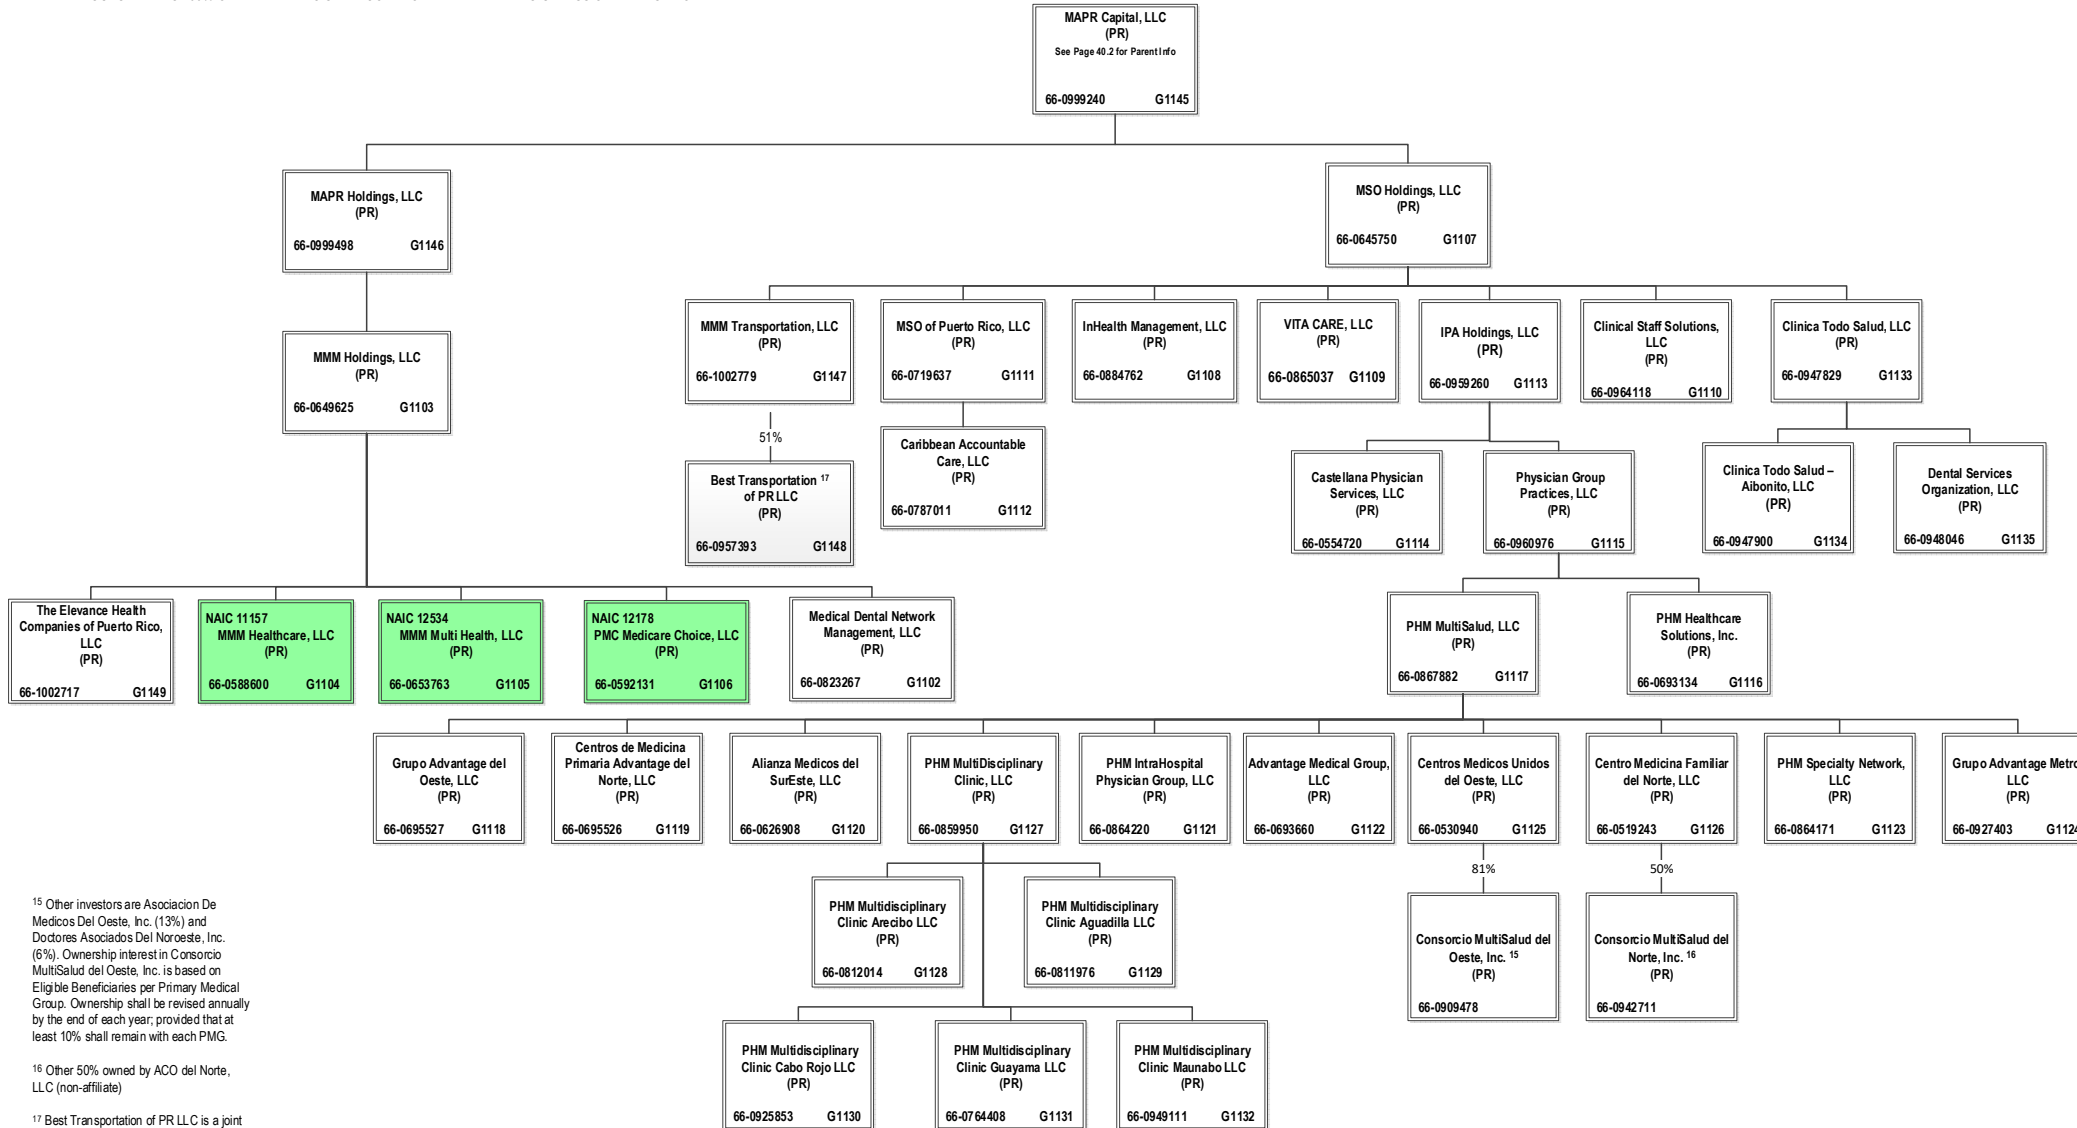 MAPR Capital, LLC
(PR)
See Page 40.2 for Parent Info
66-0999240 G1145
MAPR Holdings, LLC
(PR)
66-0999498 G1146
MSO Holdings, LLC
(PR)
66-0645750 G1107
MMM Holdings, LLC
(PR)
66-0649625 G1103
MMM Transportation, LLC
(PR)
66-1002779 G1147
MSO of Puerto Rico, LLC
(PR)
66-0719637 G1111
InHealth Management, LLC
(PR)
66-0884762 G1108
VITA CARE, LLC
(PR)
66-0865037 G1109
IPA Holdings, LLC
(PR)
66-0959260 G1113
Clinical Staff Solutions,
LLC
(PR)
66-0964118 G1110
Clinica Todo Salud, LLC
(PR)
66-0947829 G1133
51%
Best Transportation 17
of PR LLC
(PR)
66-0957393 G1148
Caribbean Accountable
Care, LLC
(PR)
66-0787011 G1112
Castellana Physician
Services, LLC
(PR)
66-0554720 G1114
Physician Group
Practices, LLC
(PR)
66-0960976 G1115
Clinica Todo Salud –
Aibonito, LLC
(PR)
66-0947900 G1134
Dental Services
Organization, LLC
(PR)
66-0948046 G1135
The Elevance Health
Companies of Puerto Rico,
LLC
(PR)
66-1002717 G1149
NAIC 11157
MMM Healthcare, LLC
(PR)
66-0588600 G1104
NAIC 12534
MMM Multi Health, LLC
(PR)
66-0653763 G1105
NAIC 12178
PMC Medicare Choice, LLC
(PR)
66-0592131 G1106
Medical Dental Network
Management, LLC
(PR)
66-0823267 G1102
PHM MultiSalud, LLC
(PR)
66-0867882 G1117
PHM Healthcare
Solutions, Inc.
(PR)
66-0693134 G1116
Grupo Advantage del
Oeste, LLC
(PR)
66-0695527 G1118
Centros de Medicina
Primaria Advantage del
Norte, LLC
(PR)
66-0695526 G1119
Alianza Medicos del
SurEste, LLC
(PR)
66-0626908 G1120
PHM MultiDisciplinary
Clinic, LLC
(PR)
66-0859950 G1127
PHM IntraHospital
Physician Group, LLC
(PR)
66-0864220 G1121
Advantage Medical Group,
LLC
(PR)
66-0693660 G1122
Centros Medicos Unidos
del Oeste, LLC
(PR)
66-0530940 G1125
Centro Medicina Familiar
del Norte, LLC
(PR)
66-0519243 G1126
PHM Specialty Network,
LLC
(PR)
66-0864171 G1123
Grupo Advantage Metro,
LLC
(PR)
66-0927403 G1124
PHM Multidisciplinary
Clinic Arecibo LLC
(PR)
66-0812014 G1128
PHM Multidisciplinary
Clinic Aguadilla LLC
(PR)
66-0811976 G1129
81%
Consorcio MultiSalud del
Oeste, Inc. 15
(PR)
66-0909478
50%
Consorcio MultiSalud del
Norte, Inc. 16
(PR)
66-0942711
PHM Multidisciplinary
Clinic Cabo Rojo LLC
(PR)
66-0925853 G1130
PHM Multidisciplinary
Clinic Guayama LLC
(PR)
66-0764408 G1131
PHM Multidisciplinary
Clinic Maunabo LLC
(PR)
66-0949111 G1132
15 Other investors are Asociacion De
Medicos Del Oeste, Inc. (13%) and
Doctores Asociados Del Noroeste, Inc.
(6%). Ownership interest in Consorcio
MultiSalud del Oeste, Inc. is based on
Eligible Beneficiaries per Primary Medical
Group. Ownership shall be revised annually
by the end of each year; provided that at
least 10% shall remain with each PMG.
16 Other 50% owned by ACO del Norte,
LLC (non-affiliate)
17 Best Transportation of PR LLC is a joint